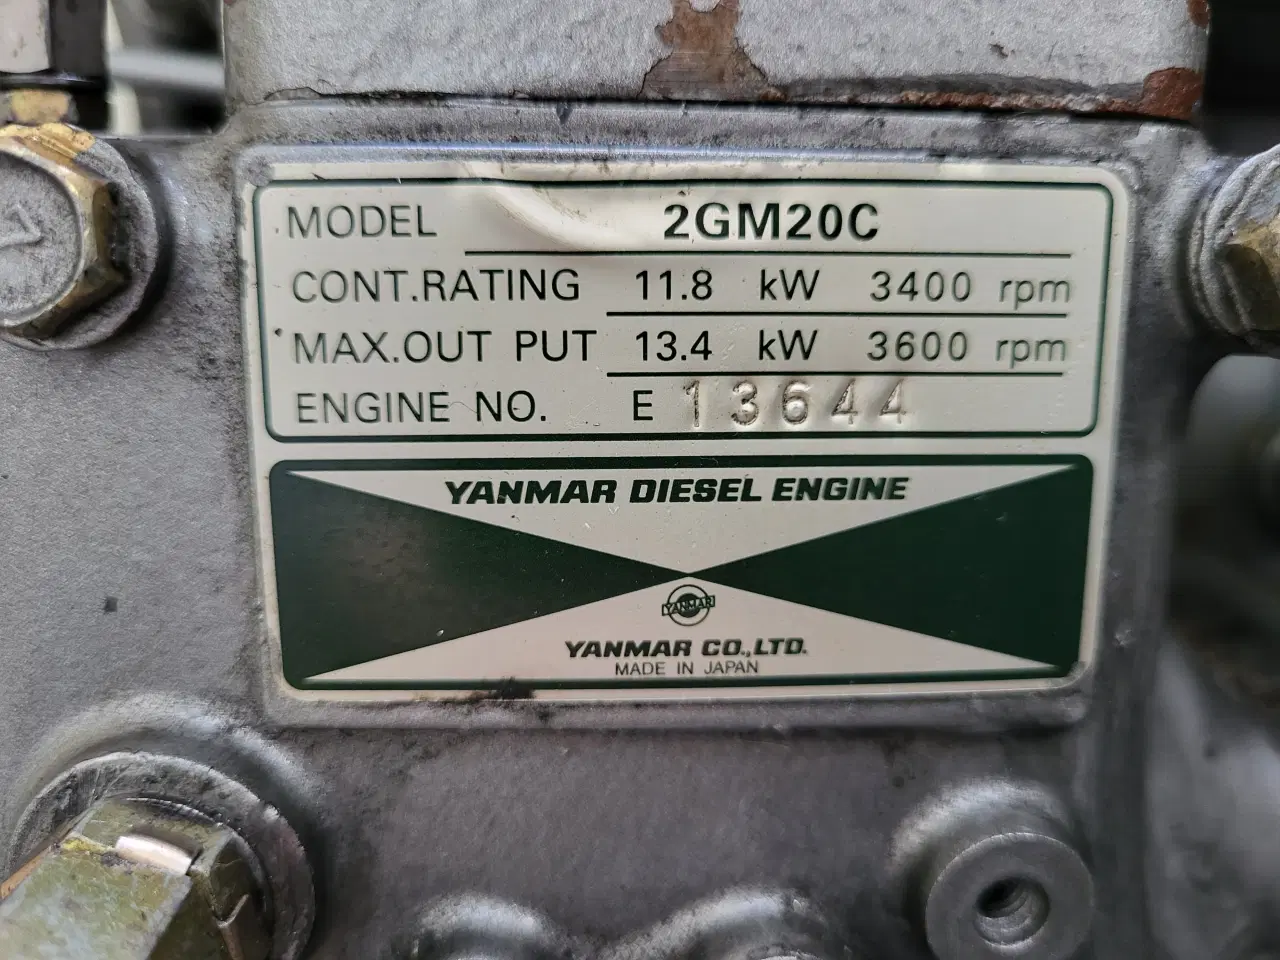 MODEL 2GM20C
CONT.RATING 11.8 kW 3400 rpm
MAX.OUT PUT 13.4 kW 3600 rpm
ENGINE NO. E 13644
YANMAR DIESEL ENGINE
YANMAR
YANMAR CO.,LTD.
MADE IN JAPAN
7